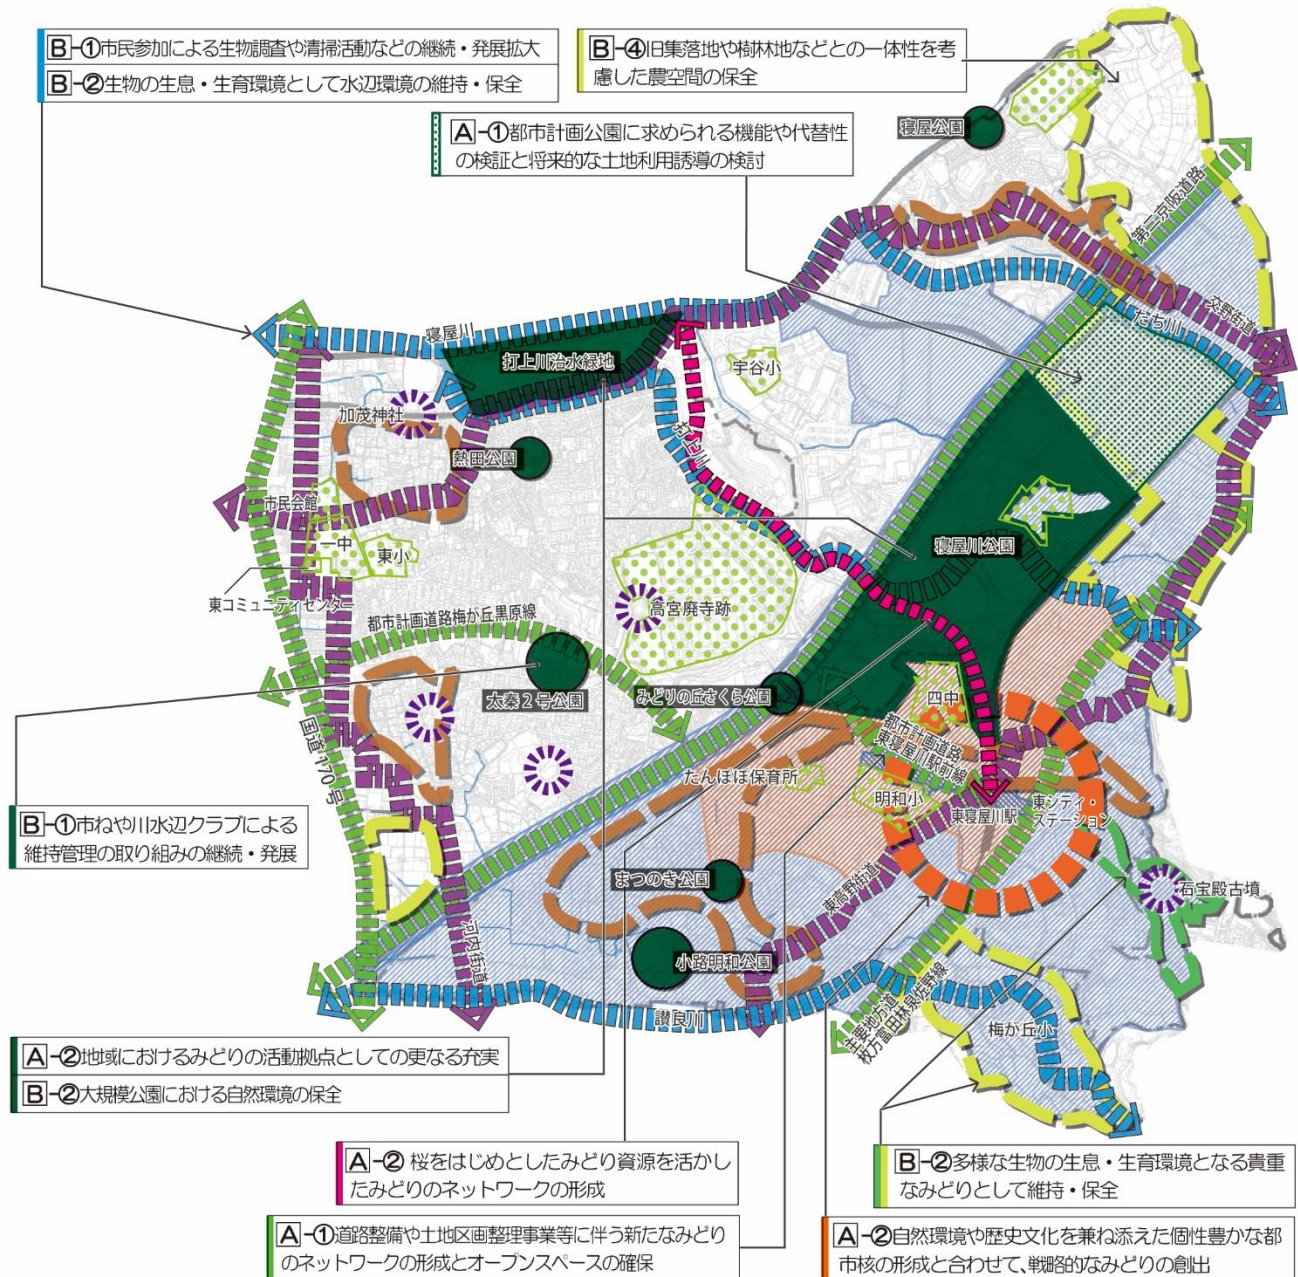 B-①市民参加による生物調査や清掃活動などの継続・発展拡大
B-②生物の生息・生育環境として水辺環境の維持・保全
B-④旧集落地や樹林地などとの一体性を考
慮した農空間の保全
A-①都市計画公園に求められる機能や代替性
の検証と将来的な土地利用誘導の検討
寝屋公園
第二京阪道路
交野街道
たち川
寝屋川
打上川治水緑地
宇谷小
加茂神社
熱田公園
打上川
市民会館
一中
東小
寝屋川公園
東コミュニティセンター
高宮廃寺跡
都市計画道路梅が丘黒原線
太秦2号公園
みどりの丘さくら公園
四中
国道170号
都市計画道路
東寝屋川駅前線
たんぽぽ保育所
明和小
東寝屋川駅
東シティ・
ステーション
B-①市ねや川水辺クラブによる
維持管理の取り組みの継続・発展
まつのき公園
東高野街道
石宝殿古墳
河内街道
小路明和公園
讃良川
主要地方道
枚方富田林泉佐野線
梅が丘小
A-②地域におけるみどりの活動拠点としての更なる充実
B-②大規模公園における自然環境の保全
A-② 桜をはじめとしたみどり資源を活かし
たみどりのネットワークの形成
B-②多様な生物の生息・生育環境となる貴重
なみどりとして維持・保全
A-①道路整備や土地区画整理事業等に伴う新たなみどり
のネットワークの形成とオープンスペースの確保
A-②自然環境や歴史文化を兼ね添えた個性豊かな都
市核の形成と合わせて、戦略的なみどりの創出